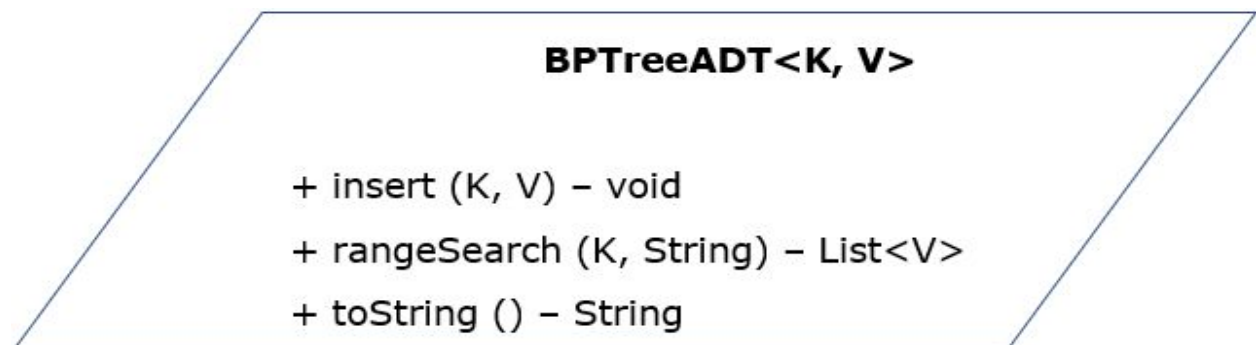 BPTreeADT<K, V>
+ insert (K, V) – void
+ rangeSearch (K, String) – List<V>
+ toString () – String